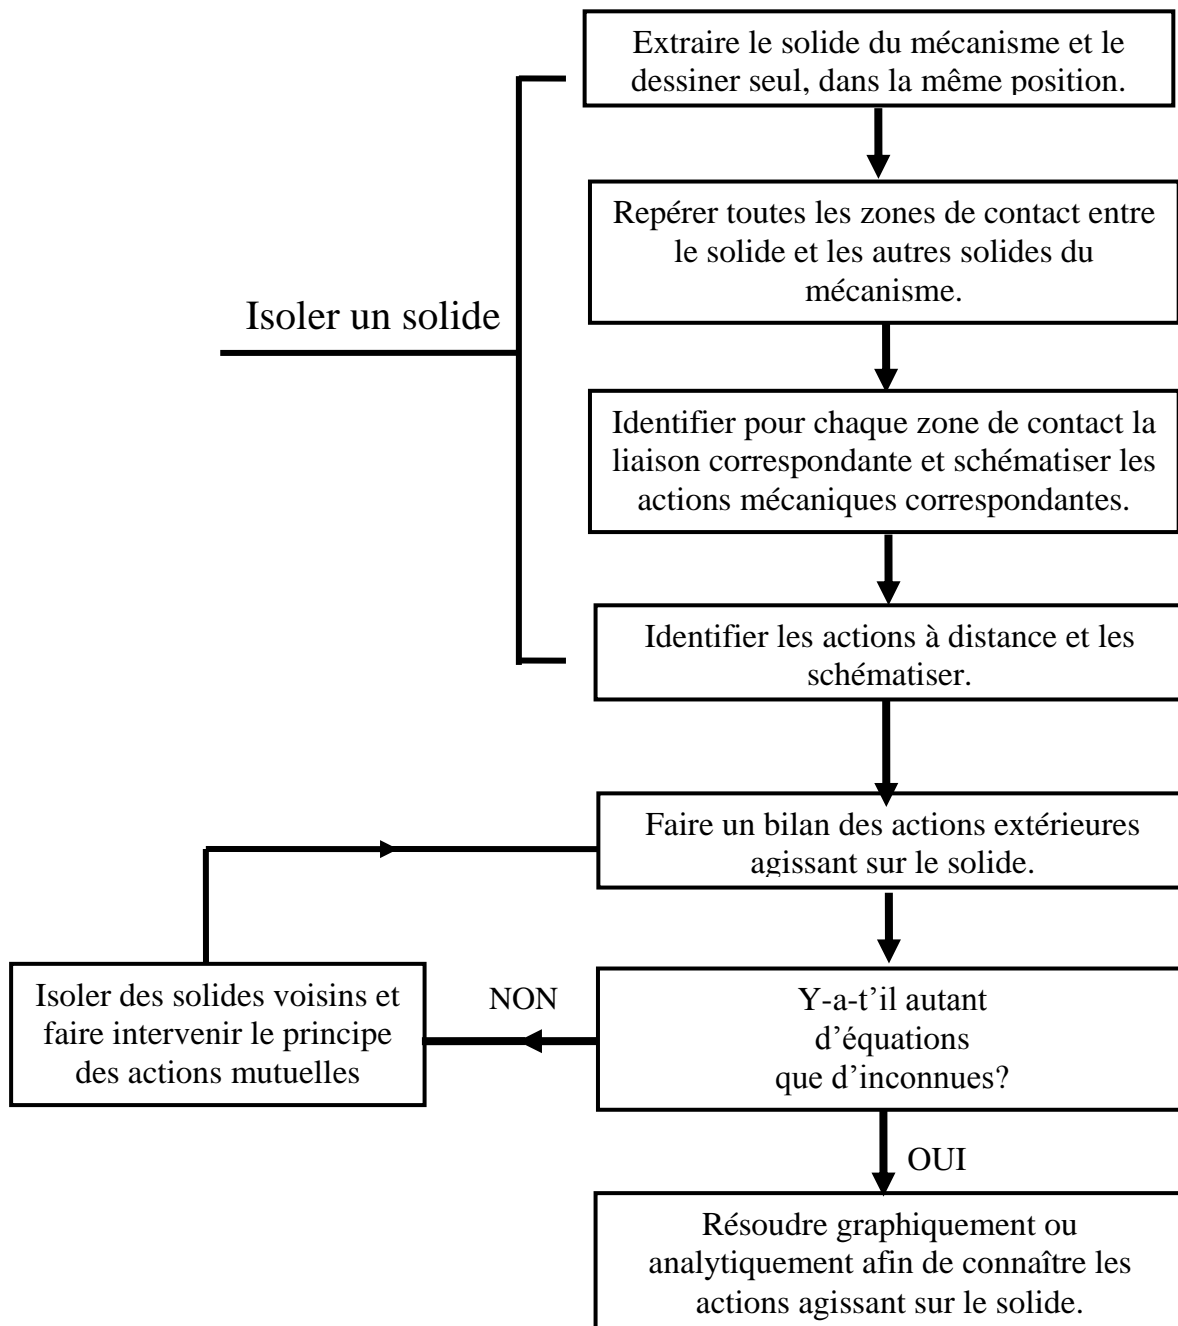 Extraire le solide du mécanisme et le
dessiner seul, dans la même position.
Repérer toutes les zones de contact entre
le solide et les autres solides du
mécanisme.
Isoler un solide
Identifier pour chaque zone de contact la
liaison correspondante et schématiser les
actions mécaniques correspondantes.
Identifier les actions à distance et les
schématiser.
Faire un bilan des actions extérieures
agissant sur le solide.
Isoler des solides voisins et
faire intervenir le principe
des actions mutuelles
NON
Y-a-t'il autant
d'équations
que d'inconnues?
OUI
Résoudre graphiquement ou
analytiquement afin de connaître les
actions agissant sur le solide.